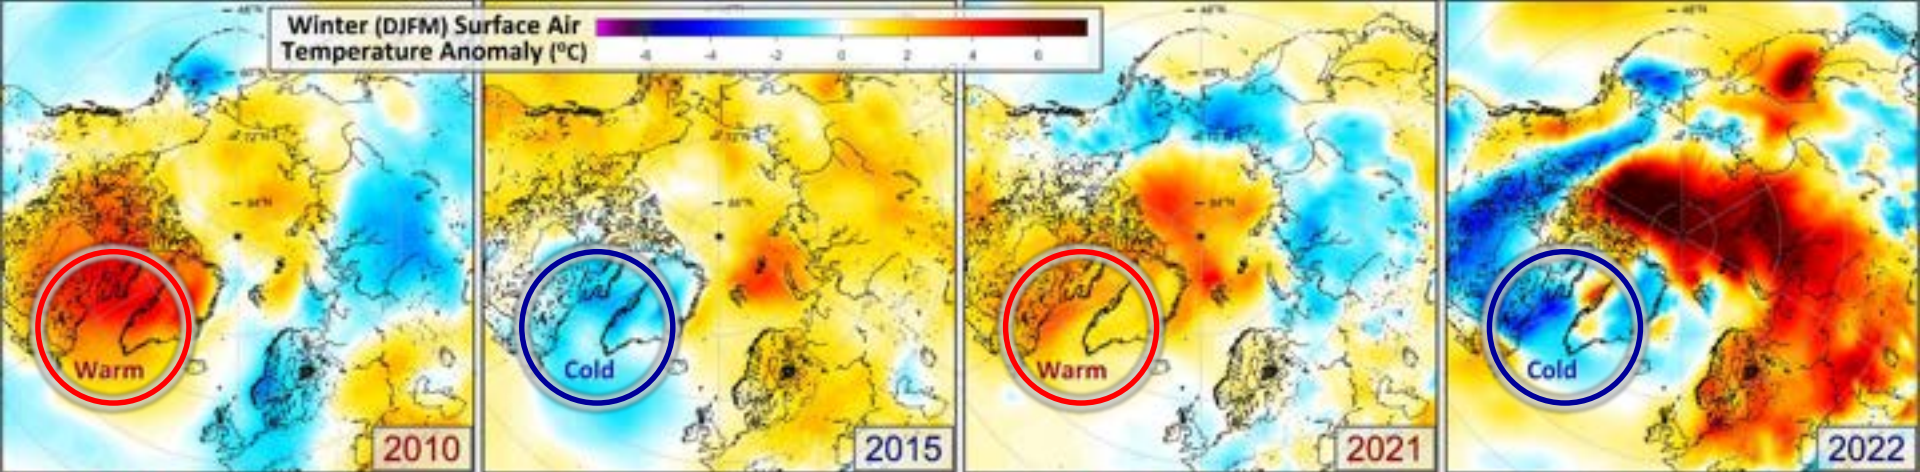 Winter (DJFM) Surface Air
Temperature Anomaly (ºC)
-6 -4 -2 0 2 4 6
Warm
2010
Cold
2015
Warm
2021
Cold
2022